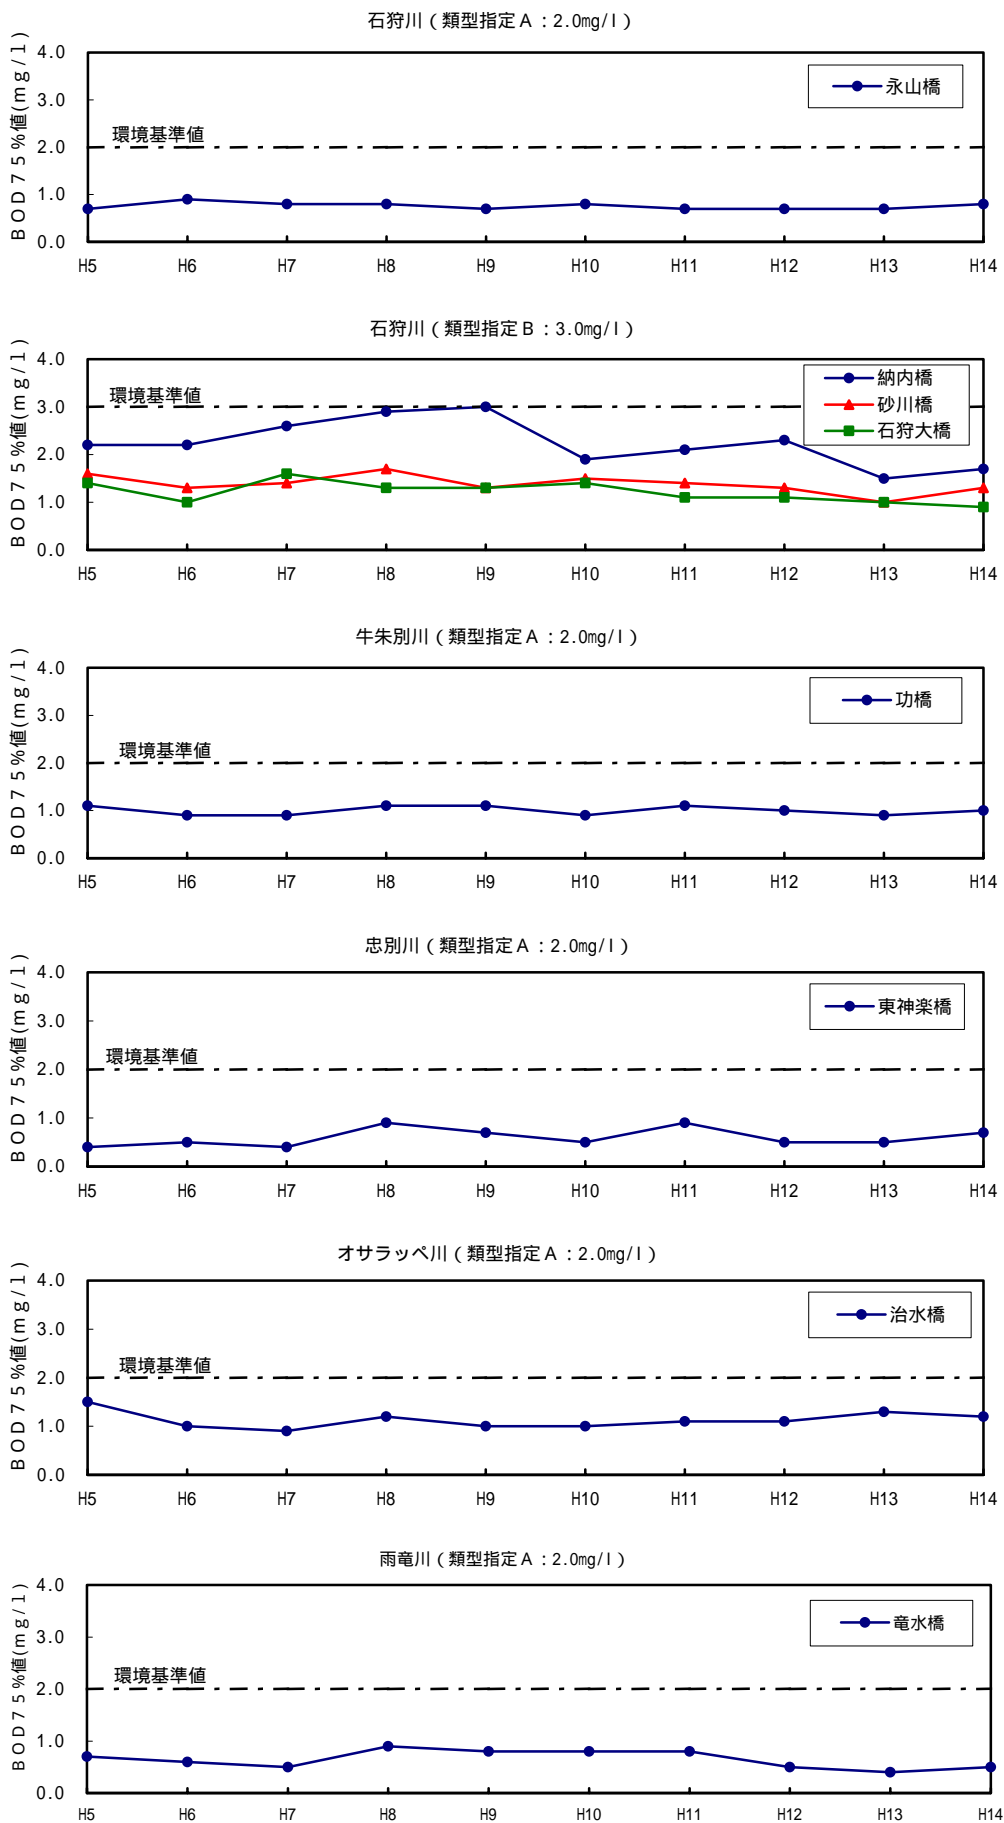 石狩川（類型指定Ａ：2.0mg/l）
ＢＯＤ７５％値(ｍｇ/ｌ)
4.0
3.0
2.0
1.0
0.0
環境基準値
永山橋
H5 H6 H7 H8 H9 H10 H11 H12 H13 H14
石狩川（類型指定Ｂ：3.0mg/l）
ＢＯＤ７５％値(ｍｇ/ｌ)
4.0
3.0
2.0
1.0
0.0
環境基準値
納内橋
砂川橋
石狩大橋
H5 H6 H7 H8 H9 H10 H11 H12 H13 H14
牛朱別川（類型指定Ａ：2.0mg/l）
ＢＯＤ７５％値(ｍｇ/ｌ)
4.0
3.0
2.0
1.0
0.0
環境基準値
功橋
H5 H6 H7 H8 H9 H10 H11 H12 H13 H14
忠別川（類型指定Ａ：2.0mg/l）
ＢＯＤ７５％値(ｍｇ/ｌ)
4.0
3.0
2.0
1.0
0.0
環境基準値
東神楽橋
H5 H6 H7 H8 H9 H10 H11 H12 H13 H14
オサラッペ川（類型指定Ａ：2.0mg/l）
ＢＯＤ７５％値(ｍｇ/ｌ)
4.0
3.0
2.0
1.0
0.0
環境基準値
治水橋
H5 H6 H7 H8 H9 H10 H11 H12 H13 H14
雨竜川（類型指定Ａ：2.0mg/l）
ＢＯＤ７５％値(ｍｇ/ｌ)
4.0
3.0
2.0
1.0
0.0
環境基準値
竜水橋
H5 H6 H7 H8 H9 H10 H11 H12 H13 H14